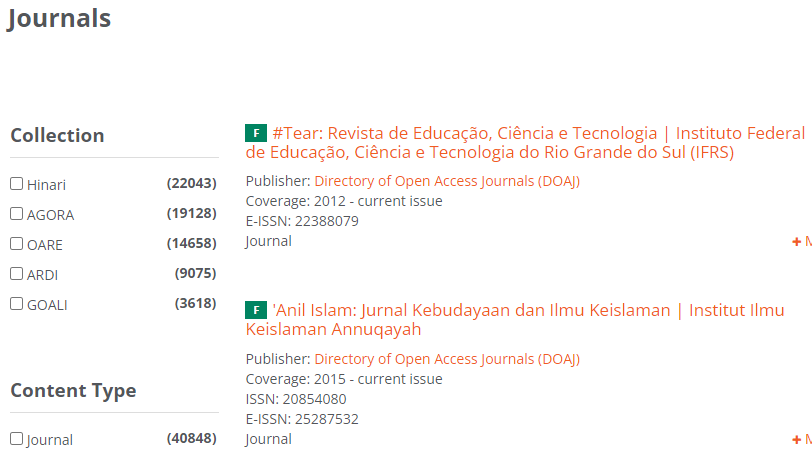 Journals
Collection
Hinari (22043)
AGORA (19128)
OARE (14658)
ARDI (9075)
GOALI (3618)
Content Type
Journal (40848)
F #Tear: Revista de Educação, Ciência e Tecnologia | Instituto Federal
de Educação, Ciência e Tecnologia do Rio Grande do Sul (IFRS)
Publisher: Directory of Open Access Journals (DOAJ)
Coverage: 2012 - current issue
E-ISSN: 22388079
Journal
+ M
F 'Anil Islam: Jurnal Kebudayaan dan Ilmu Keislaman | Institut Ilmu
Keislaman Annuqayah
Publisher: Directory of Open Access Journals (DOAJ)
Coverage: 2015 - current issue
ISSN: 20854080
E-ISSN: 25287532
Journal
+ M